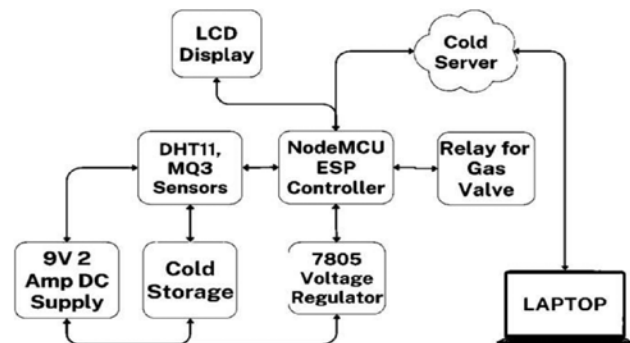 LCD
Display
Cold
Server
DHT11,
MQ3
Sensors
NodeMCU
ESP
Controller
Relay for
Gas
Valve
9V 2
Amp DC
Supply
Cold
Storage
7805
Voltage
Regulator
LAPTOP